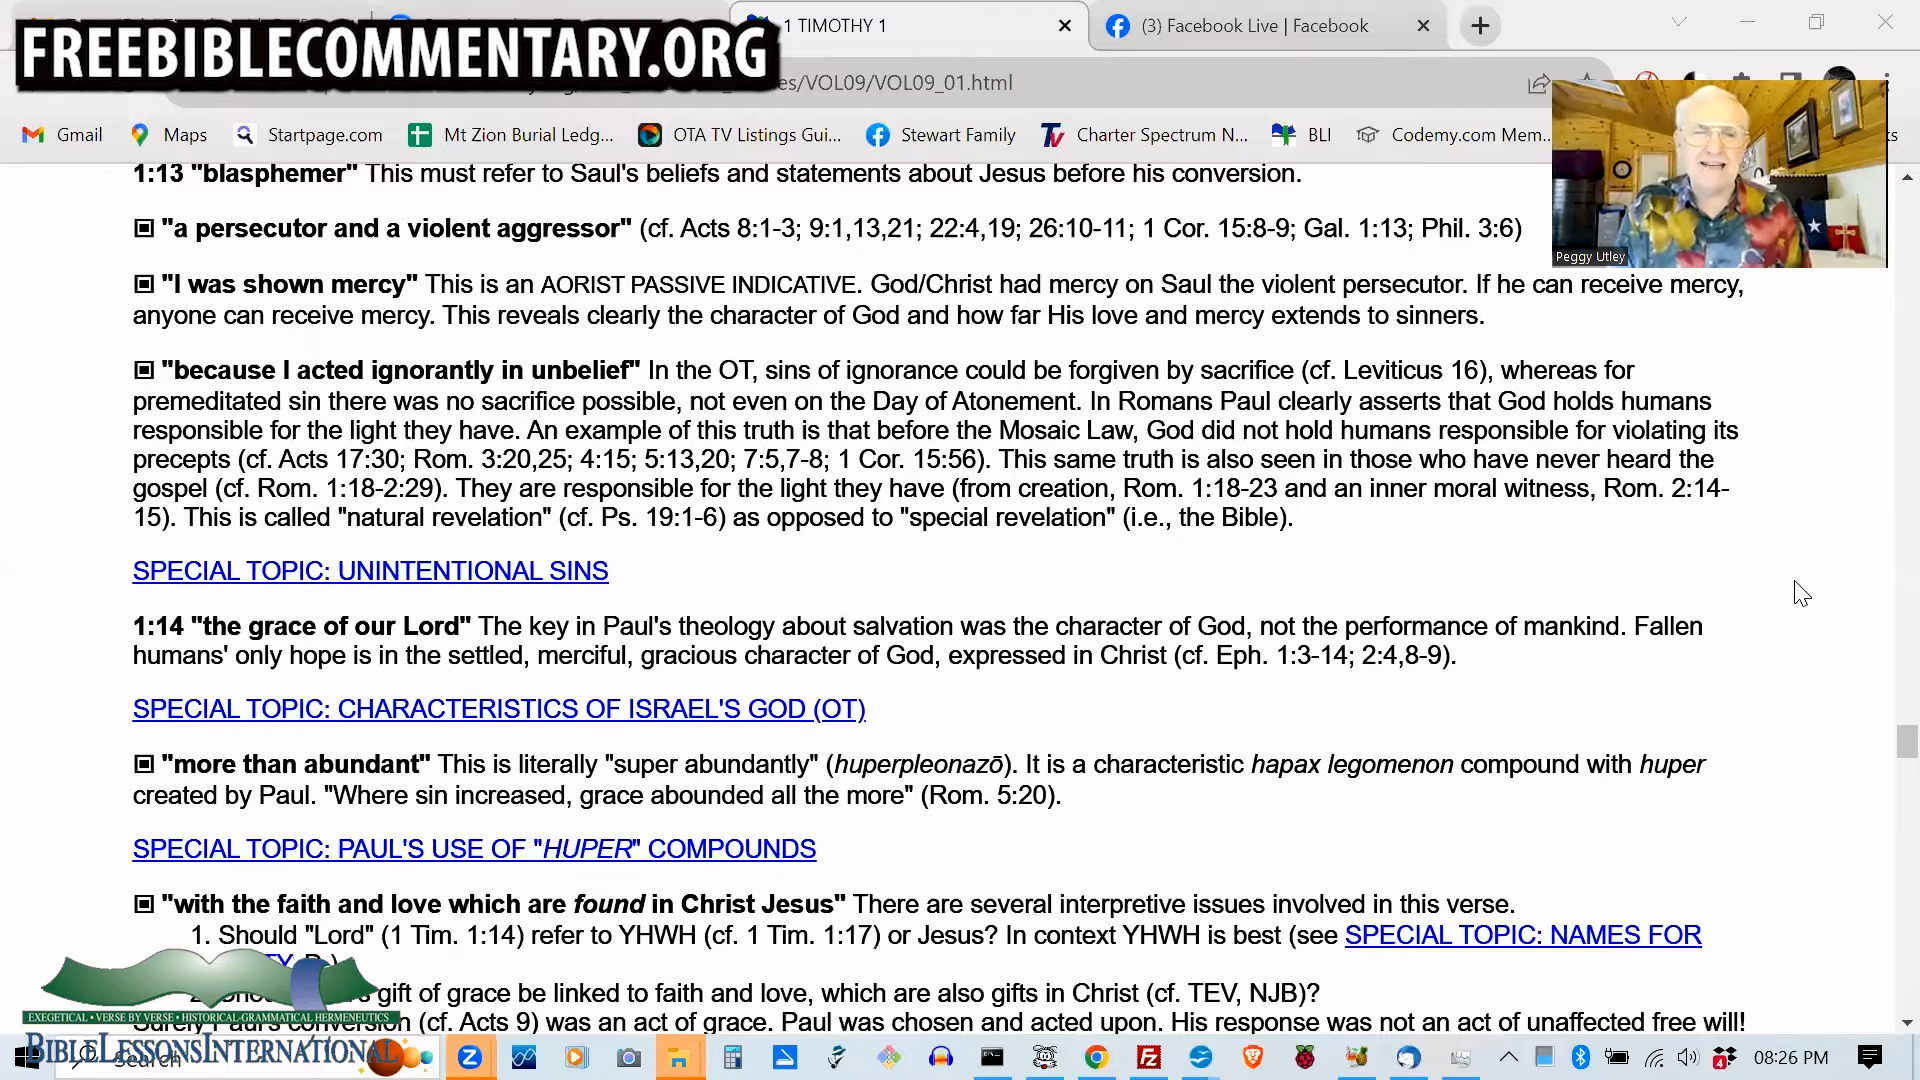 1 TIMOTHY 1
(3) Facebook Live | Facebook
FREEBIBLECOMMENTARY.ORG
es/VOL09/VOL09_01.html
Gmail
Maps
Startpage.com
Mt Zion Burial Ledg...
OTA TV Listings Gui...
Stewart Family
Charter Spectrum N...
BLI
Codemy.com Mem...
ks
1:13 "blasphemer" This must refer to Saul's beliefs and statements about Jesus before his conversion.
"a persecutor and a violent aggressor" (cf. Acts 8:1-3; 9:1,13,21; 22:4,19; 26:10-11; 1 Cor. 15:8-9; Gal. 1:13; Phil. 3:6)
Peggy Utley
"I was shown mercy" This is an AORIST PASSIVE INDICATIVE. God/Christ had mercy on Saul the violent persecutor. If he can receive mercy,
anyone can receive mercy. This reveals clearly the character of God and how far His love and mercy extends to sinners.
"because I acted ignorantly in unbelief" In the OT, sins of ignorance could be forgiven by sacrifice (cf. Leviticus 16), whereas for
premeditated sin there was no sacrifice possible, not even on the Day of Atonement. In Romans Paul clearly asserts that God holds humans
responsible for the light they have. An example of this truth is that before the Mosaic Law, God did not hold humans responsible for violating its
precepts (cf. Acts 17:30; Rom. 3:20,25; 4:15; 5:13,20; 7:5,7-8; 1 Cor. 15:56). This same truth is also seen in those who have never heard the
gospel (cf. Rom. 1:18-2:29). They are responsible for the light they have (from creation, Rom. 1:18-23 and an inner moral witness, Rom. 2:14-
15). This is called "natural revelation" (cf. Ps. 19:1-6) as opposed to "special revelation" (i.e., the Bible).
SPECIAL TOPIC: UNINTENTIONAL SINS
1:14 "the grace of our Lord" The key in Paul's theology about salvation was the character of God, not the performance of mankind. Fallen
humans' only hope is in the settled, merciful, gracious character of God, expressed in Christ (cf. Eph. 1:3-14; 2:4,8-9).
SPECIAL TOPIC: CHARACTERISTICS OF ISRAEL'S GOD (OT)
"more than abundant" This is literally "super abundantly" (huperpleonazō). It is a characteristic hapax legomenon compound with huper
created by Paul. "Where sin increased, grace abounded all the more" (Rom. 5:20).
SPECIAL TOPIC: PAUL'S USE OF "HUPER" COMPOUNDS
"with the faith and love which are found in Christ Jesus" There are several interpretive issues involved in this verse.
1. Should "Lord" (1 Tim. 1:14) refer to YHWH (cf. 1 Tim. 1:17) or Jesus? In context YHWH is best (see SPECIAL TOPIC: NAMES FOR
gift of grace be linked to faith and love, which are also gifts in Christ (cf. TEV, NJB)?
EXEGETICAL • VERSE BY VERSE • HISTORICAL-GRAMMATICAL HERMENEUTICS
Surely Paul's conversion (cf. Acts 9) was an act of grace. Paul was chosen and acted upon. His response was not an act of unaffected free will!
BIBLELESSONSINTERNATIONAL
Search
08:26 PM